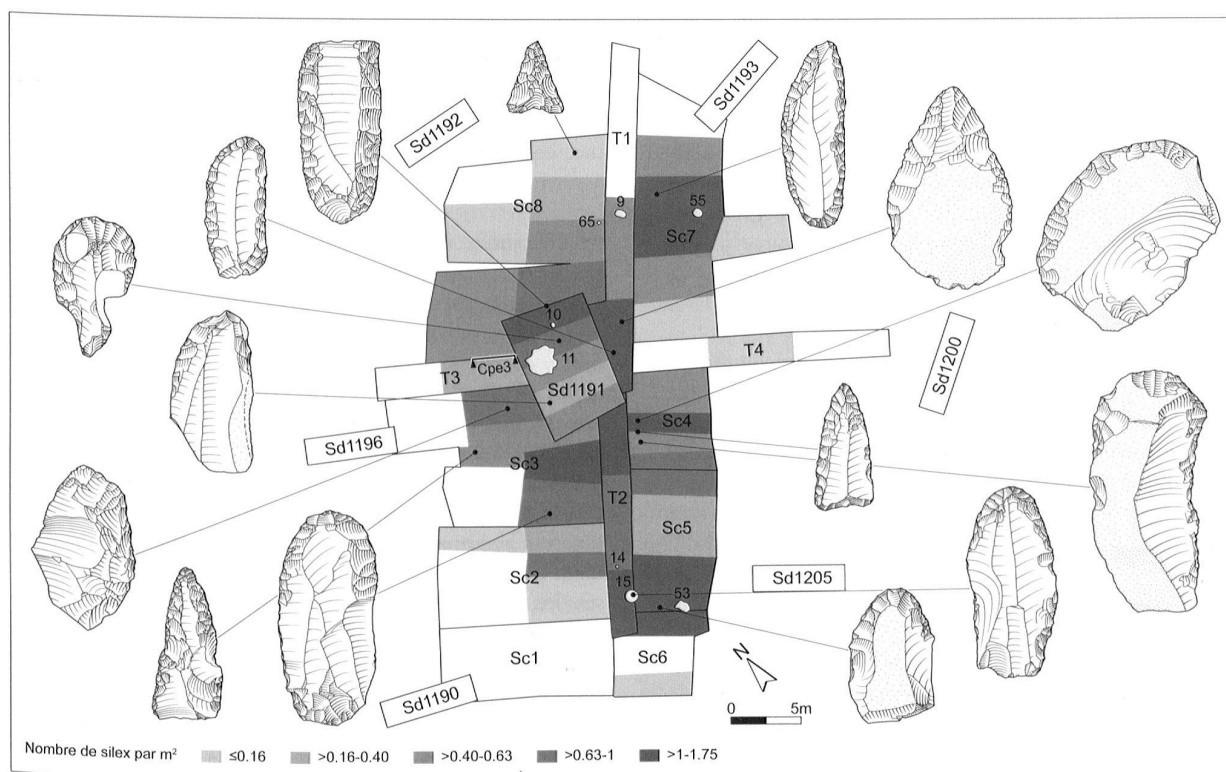 Sd1192
Sd1193
T1
Sc8
9
55
65
Sc7
10
11
T4
Sd1200
T3
Cpe3
Sd1191
Sc4
Sd1196
Sc3
T2
Sc5
14
Sc2
15
53
Sd1205
Sc1
Sc6
Sd1190
N
0 5m
Nombre de silex par m² ≤0.16 >0.16-0.40 >0.40-0.63 >0.63-1 >1-1.75